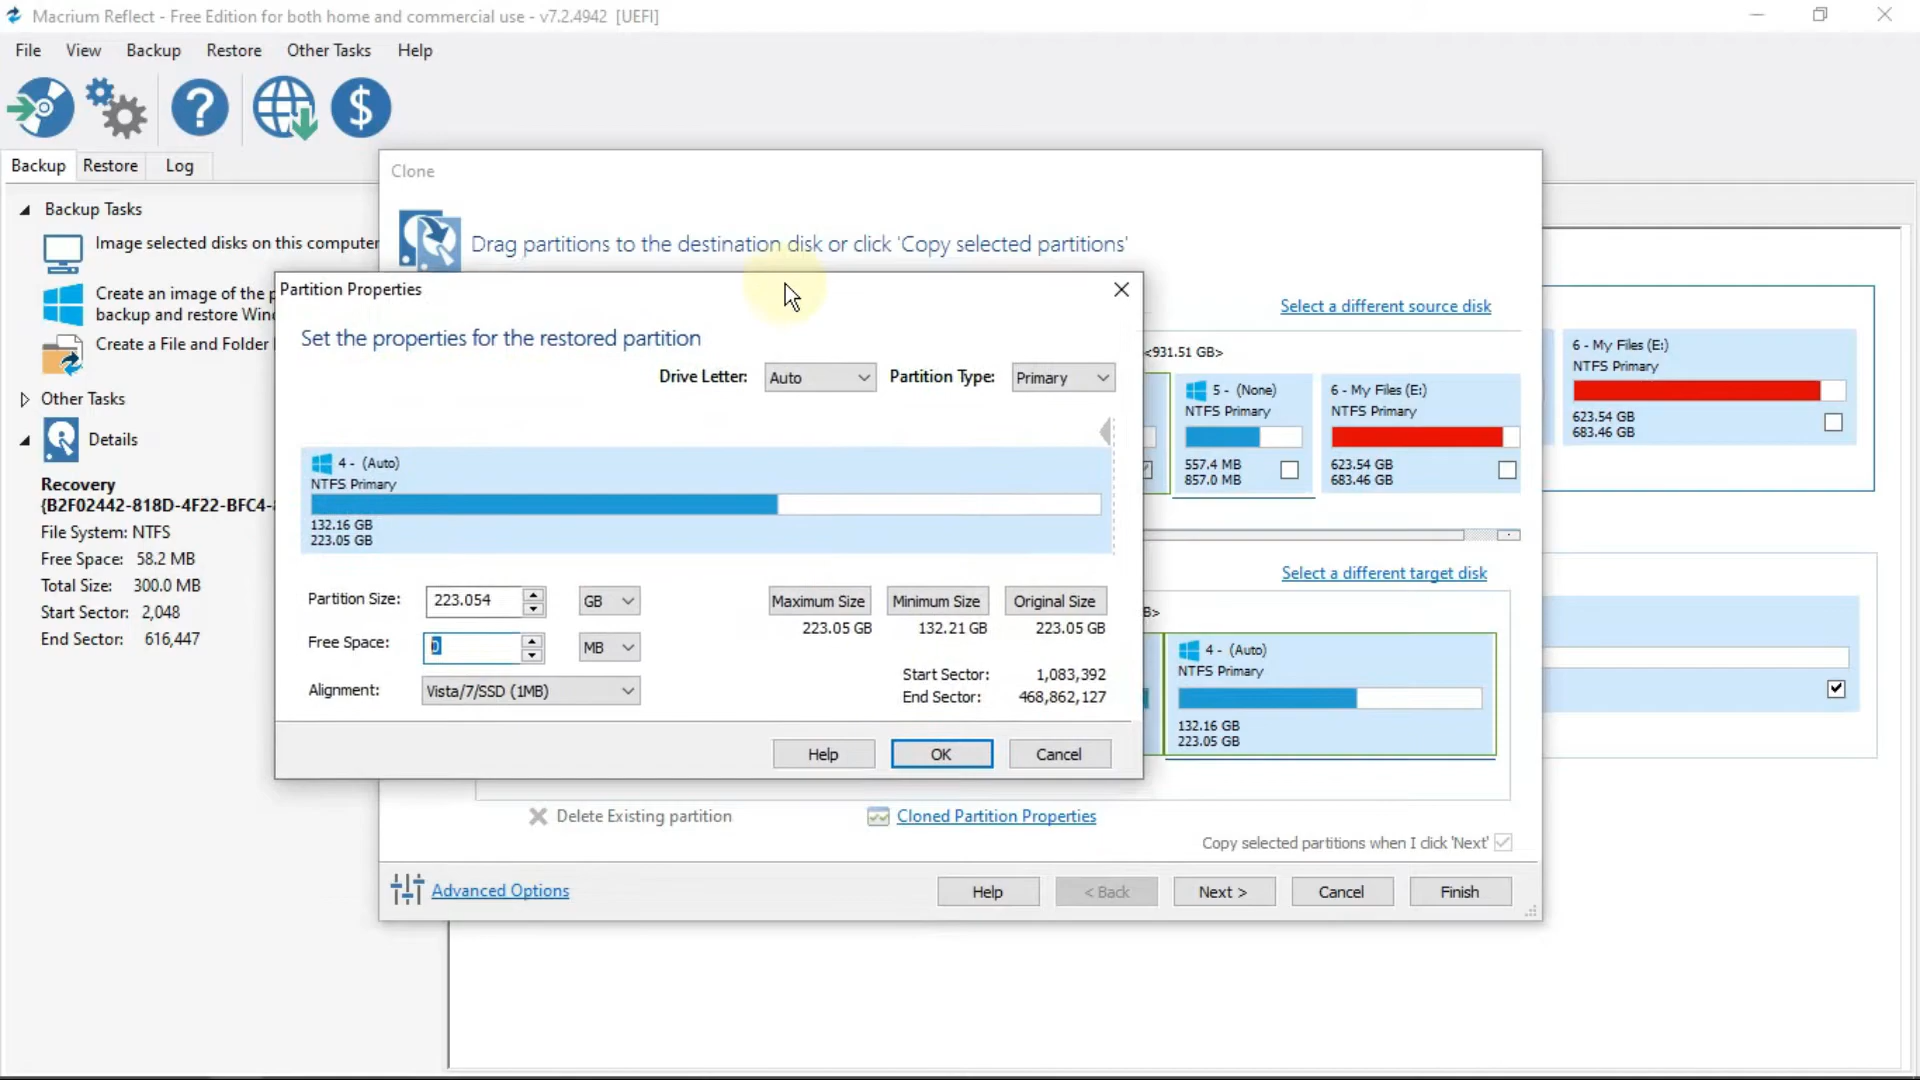 Macrium Reflect - Free Edition for both home and commercial use - v7.2.4942  [UEFI]
File View Backup Restore Other Tasks Help
Backup Restore Log
Backup Tasks
Image selected disks on this computer
Create an image of the p
backup and restore Wind
Create a File and Folder
Other Tasks
Details
Recovery
{B2F02442-818D-4F22-BFC4-
File System: NTFS
Free Space: 58.2 MB
Total Size: 300.0 MB
Start Sector: 2,048
End Sector: 616,447
Clone
Drag partitions to the destination disk or click 'Copy selected partitions'
Select a different source disk
<931.51 GB>
5 - (None)
NTFS Primary
557.4 MB
857.0 MB
6 - My Files (E:)
NTFS Primary
623.54 GB
683.46 GB
6 - My Files (E:)
NTFS Primary
623.54 GB
683.46 GB
Select a different target disk
B>
4 - (Auto)
NTFS Primary
132.16 GB
223.05 GB
Partition Properties
Set the properties for the restored partition
Drive Letter: Auto Partition Type: Primary
4 - (Auto)
NTFS Primary
132.16 GB
223.05 GB
Partition Size: 223.054 GB
Free Space: 0 MB
Alignment: Vista/7/SSD (1MB)
Maximum Size Minimum Size Original Size
223.05 GB 132.21 GB 223.05 GB
Start Sector: 1,083,392
End Sector: 468,862,127
Help OK Cancel
Delete Existing partition Cloned Partition Properties
Copy selected partitions when I click 'Next'
Advanced Options Help < Back Next > Cancel Finish